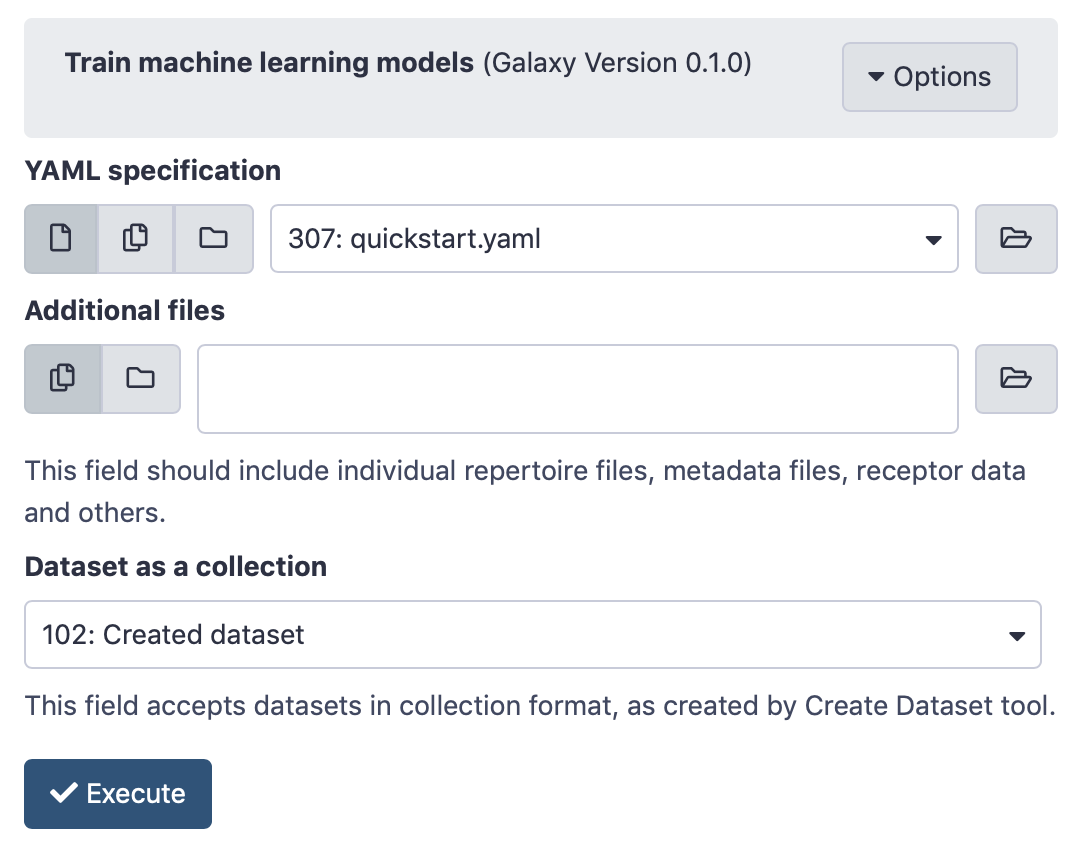 Train machine learning models (Galaxy Version 0.1.0)
Options
YAML specification
307: quickstart.yaml
Additional files
This field should include individual repertoire files, metadata files, receptor data
and others.
Dataset as a collection
102: Created dataset
This field accepts datasets in collection format, as created by Create Dataset tool.
Execute